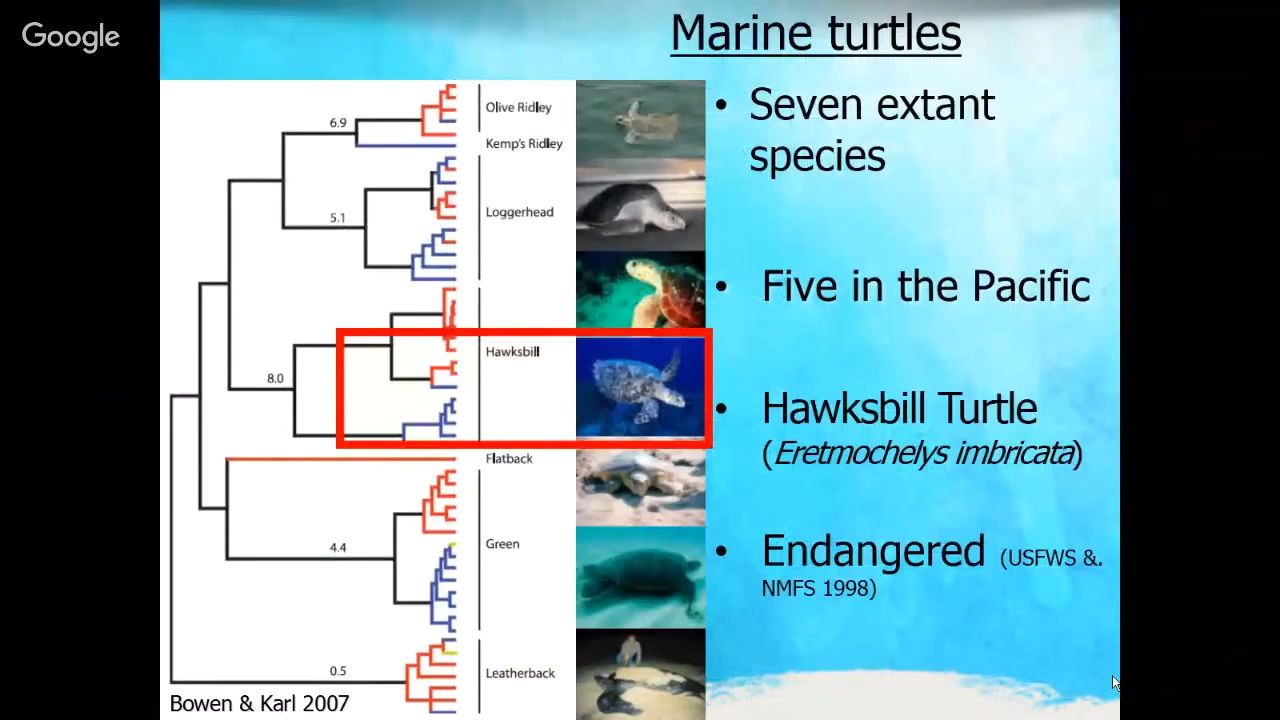 Google
Marine turtles
6.9
5.1
8.0
4.4
0.5
Olive Ridley
Kemp's Ridley
Loggerhead
Hawksbill
Flatback
Green
Leatherback
Bowen & Karl 2007
• Seven extant
species
• Five in the Pacific
• Hawksbill Turtle
(Eretmochelys imbricata)
• Endangered (USFWS &.
NMFS 1998)